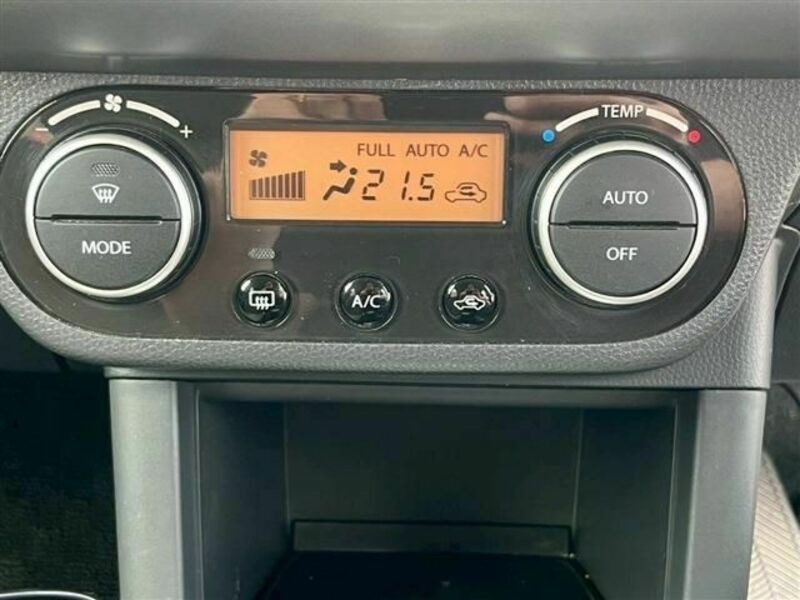 +
TEMP
FULL AUTO A/C
21.5
MODE
AUTO
OFF
A/C